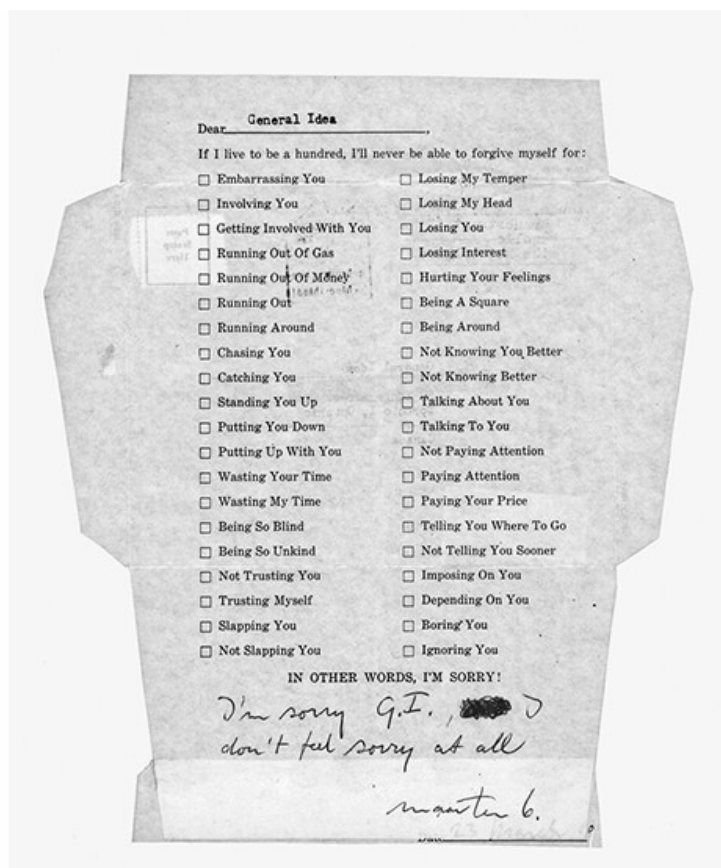 General Idea
Dear,
If I live to be a hundred, I'll never be able to forgive myself for:
☐ Embarrassing You
☐ Involving You
☐ Getting Involved With You
☐ Running Out Of Gas
☐ Running Out Of Money
☐ Running Out
☐ Running Around
☐ Chasing You
☐ Catching You
☐ Standing You Up
☐ Putting You Down
☐ Putting Up With You
☐ Wasting Your Time
☐ Wasting My Time
☐ Being So Blind
☐ Being So Unkind
☐ Not Trusting You
☐ Trusting Myself
☐ Slapping You
☐ Not Slapping You
☐ Losing My Temper
☐ Losing My Head
☐ Losing You
☐ Losing Interest
☐ Hurting Your Feelings
☐ Being A Square
☐ Being Around
☐ Not Knowing You Better
☐ Not Knowing Better
☐ Talking About You
☐ Talking To You
☐ Not Paying Attention
☐ Paying Attention
☐ Paying Your Price
☐ Telling You Where To Go
☐ Not Telling You Sooner
☐ Imposing On You
☐ Depending On You
☐ Boring You
☐ Ignoring You
IN OTHER WORDS, I'M SORRY!
I'm sorry G.I., I
don't feel sorry at all
maarten b.
23 March